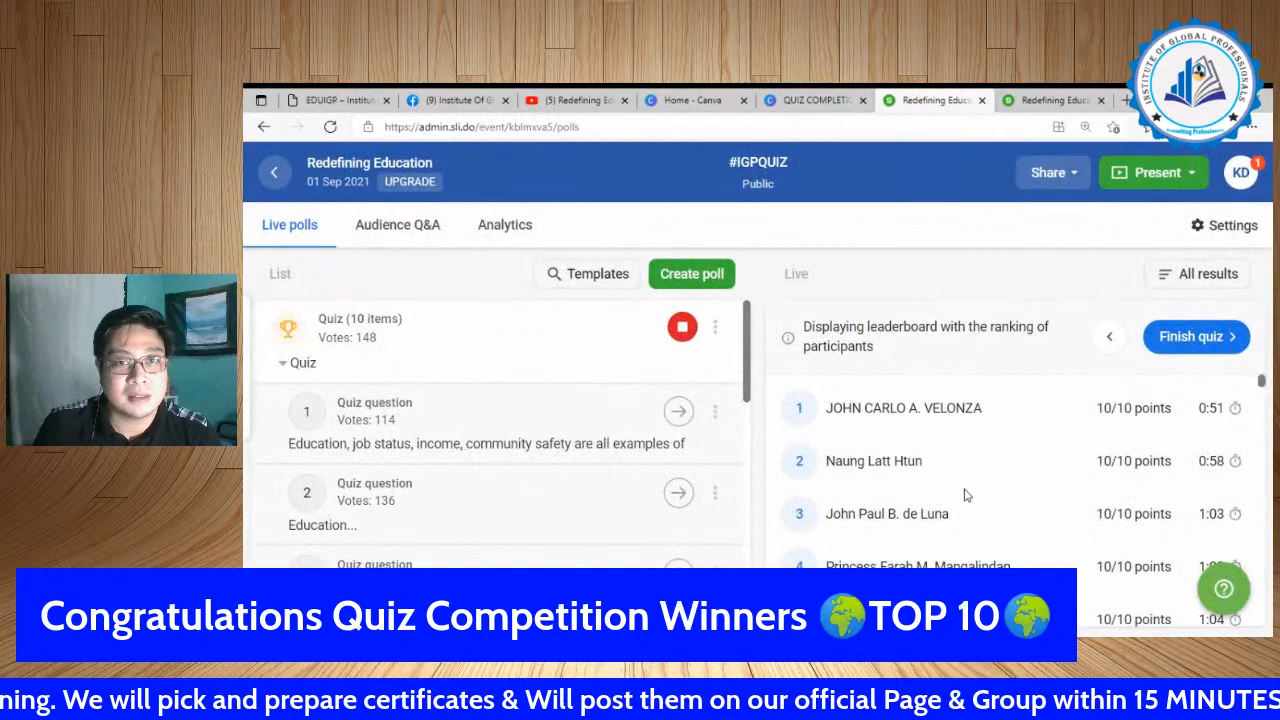 INSTITUTE OF GLOBAL PROFESSIONALS
EDUIGP – Institut
(9) Institute Of G
(5) Redefining Ed
Home - Canva
QUIZ COMPLETI
Redefining Educa
Redefining Educa
https://admin.sli.do/event/kblmxva5/polls
Redefining Education
01 Sep 2021 UPGRADE
#IGPQUIZ
Public
Share
Present
KD
1
Live polls
Audience Q&A
Analytics
Settings
List
Templates
Create poll
Live
All results
Quiz (10 items)
Votes: 148
Quiz
1
Quiz question
Votes: 114
Education, job status, income, community safety are all examples of
2
Quiz question
Votes: 136
Education...
Quiz question
Displaying leaderboard with the ranking of
participants
Finish quiz
1 JOHN CARLO A. VELONZA 10/10 points 0:51
2 Naung Latt Htun 10/10 points 0:58
3 John Paul B. de Luna 10/10 points 1:03
4 Princess Farah M. Mangalindan 10/10 points
10/10 points 1:04
Congratulations Quiz Competition Winners 🌍TOP 10🌍
ning. We will pick and prepare certificates & Will post them on our official Page & Group within 15 MINUTES